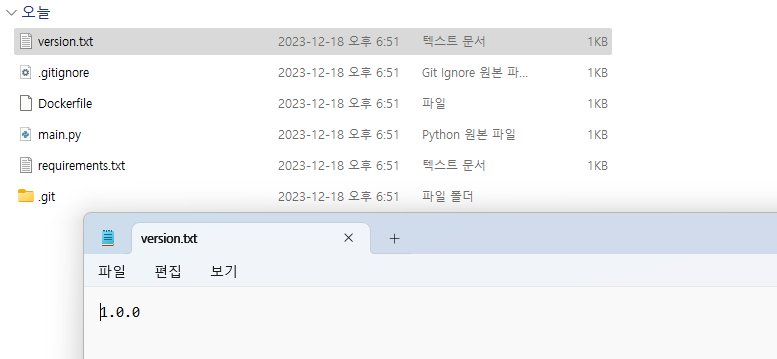 오늘
version.txt 2023-12-18 오후 6:51 텍스트 문서 1KB
.gitignore 2023-12-18 오후 6:51 Git Ignore 원본 파... 1KB
Dockerfile 2023-12-18 오후 6:51 파일 1KB
main.py 2023-12-18 오후 6:51 Python 원본 파일 1KB
requirements.txt 2023-12-18 오후 6:51 텍스트 문서 1KB
.git 2023-12-18 오후 6:51 파일 폴더
version.txt
파일 편집 보기
1.0.0